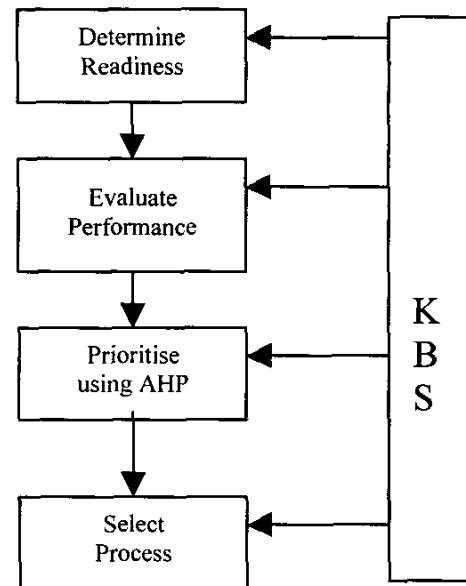 Determine
Readiness
Evaluate
Performance
Prioritise
using AHP
Select
Process
K
B
S